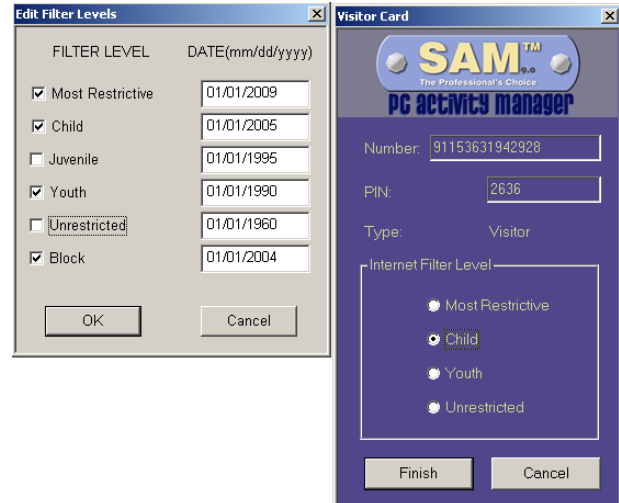 Edit Filter Levels
FILTER LEVEL DATE(mm/dd/yyyy)
Most Restrictive 01/01/2009
Child 01/01/2005
Juvenile 01/01/1995
Youth 01/01/1990
Unrestricted 01/01/1960
Block 01/01/2004
OK Cancel
Visitor Card
SAM™ 9.0
The Professional's Choice
PC Activity Manager
Number: 91153631942928
PIN: 2636
Type: Visitor
Internet Filter Level
Most Restrictive
Child
Youth
Unrestricted
Finish Cancel